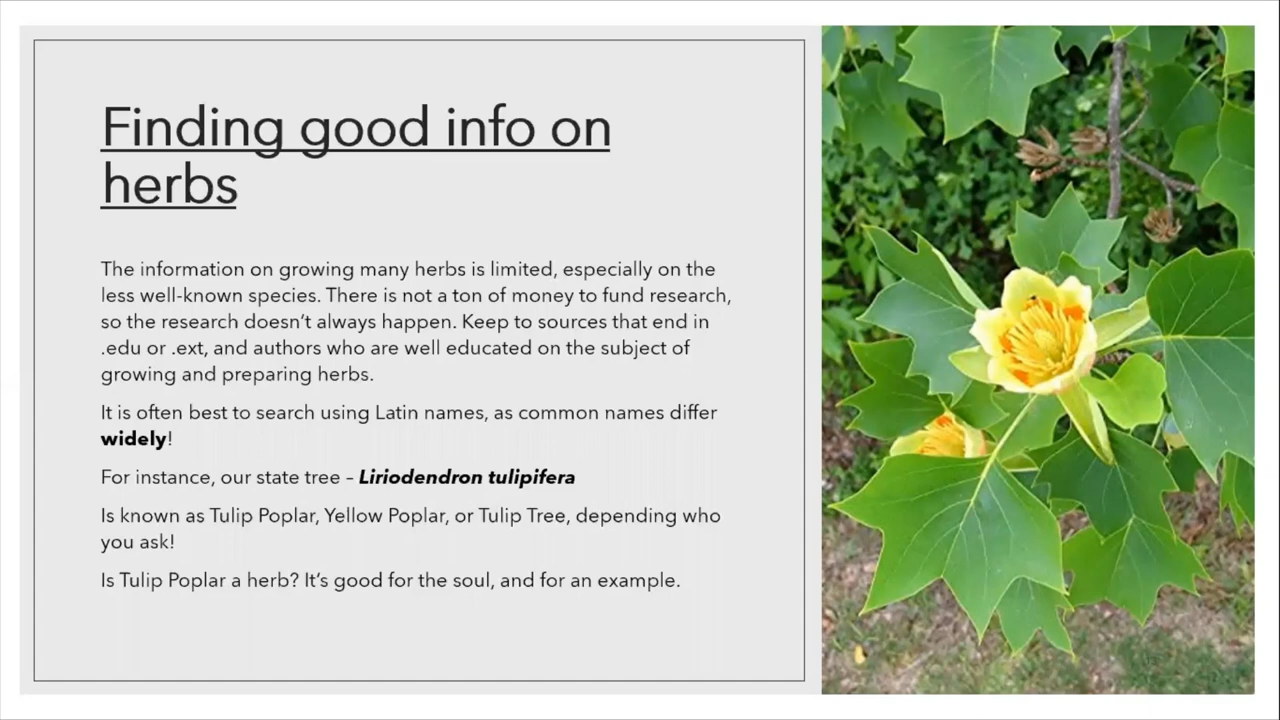 Finding good info on
herbs
The information on growing many herbs is limited, especially on the
less well-known species. There is not a ton of money to fund research,
so the research doesn't always happen. Keep to sources that end in
.edu or .ext, and authors who are well educated on the subject of
growing and preparing herbs.
It is often best to search using Latin names, as common names differ
widely!
For instance, our state tree – Liriodendron tulipifera
Is known as Tulip Poplar, Yellow Poplar, or Tulip Tree, depending who
you ask!
Is Tulip Poplar a herb? It's good for the soul, and for an example.